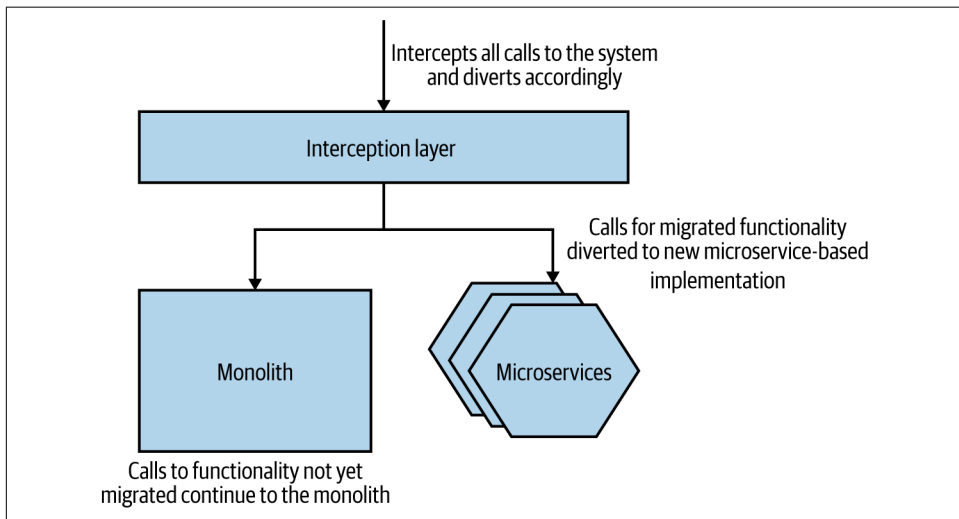 Intercepts all calls to the system
and diverts accordingly
Interception layer
Calls for migrated functionality
diverted to new microservice-based
implementation
Monolith
Microservices
Calls to functionality not yet
migrated continue to the monolith